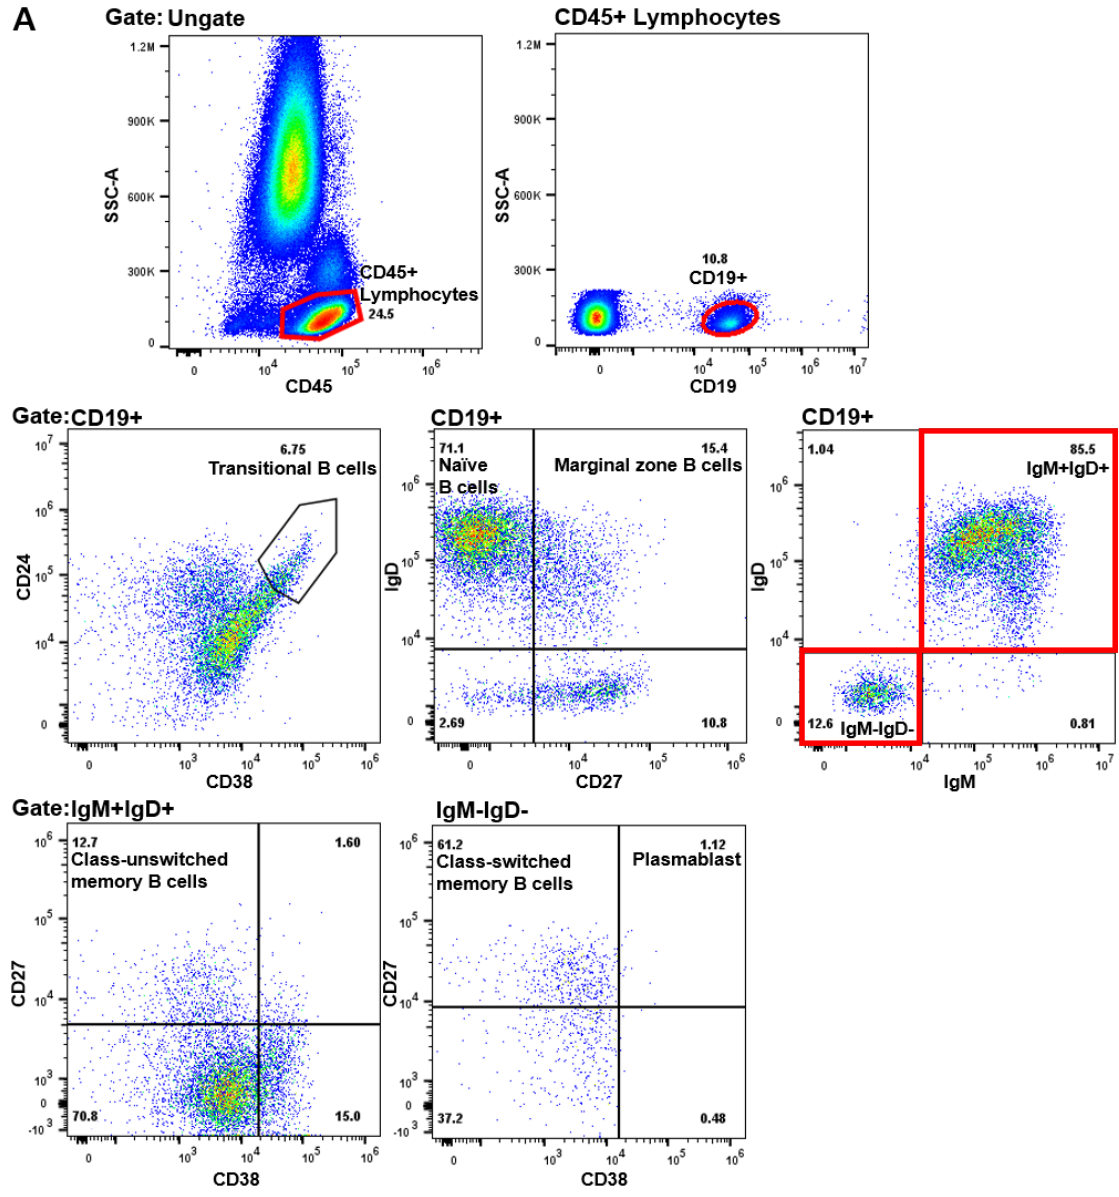 A
Gate: Ungate
CD45+ Lymphocytes
1.2M
900K
600K
300K
0
SSC-A
CD45+
Lymphocytes
24.5
10^4
10^5
10^6
CD45
1.2M
900K
600K
300K
0
SSC-A
10.8
CD19+
0
10^4
10^5
10^6
10^7
CD19
Gate:CD19+
CD19+
CD19+
10^7
10^6
10^5
10^4
0
CD24
6.75
Transitional B cells
0
10^3
10^4
10^5
10^6
CD38
10^6
10^5
10^4
0
IgD
71.1
Naïve
B cells
15.4
Marginal zone B cells
2.69
10.8
0
10^3
10^4
10^5
10^6
CD27
10^6
10^5
10^4
0
IgD
1.04
85.5
IgM+IgD+
12.6
IgM-IgD-
0.81
0
10^4
10^5
10^6
10^7
IgM
Gate:IgM+IgD+
IgM-IgD-
10^6
10^5
10^4
10^3
0
-10^3
CD27
12.7
Class-unswitched
memory B cells
1.60
70.8
15.0
0
10^3
10^4
10^5
10^6
CD38
10^6
10^5
10^4
10^3
0
-10^3
CD27
61.2
Class-switched
memory B cells
1.12
Plasmablast
37.2
0.48
0
10^3
10^4
10^5
10^6
CD38